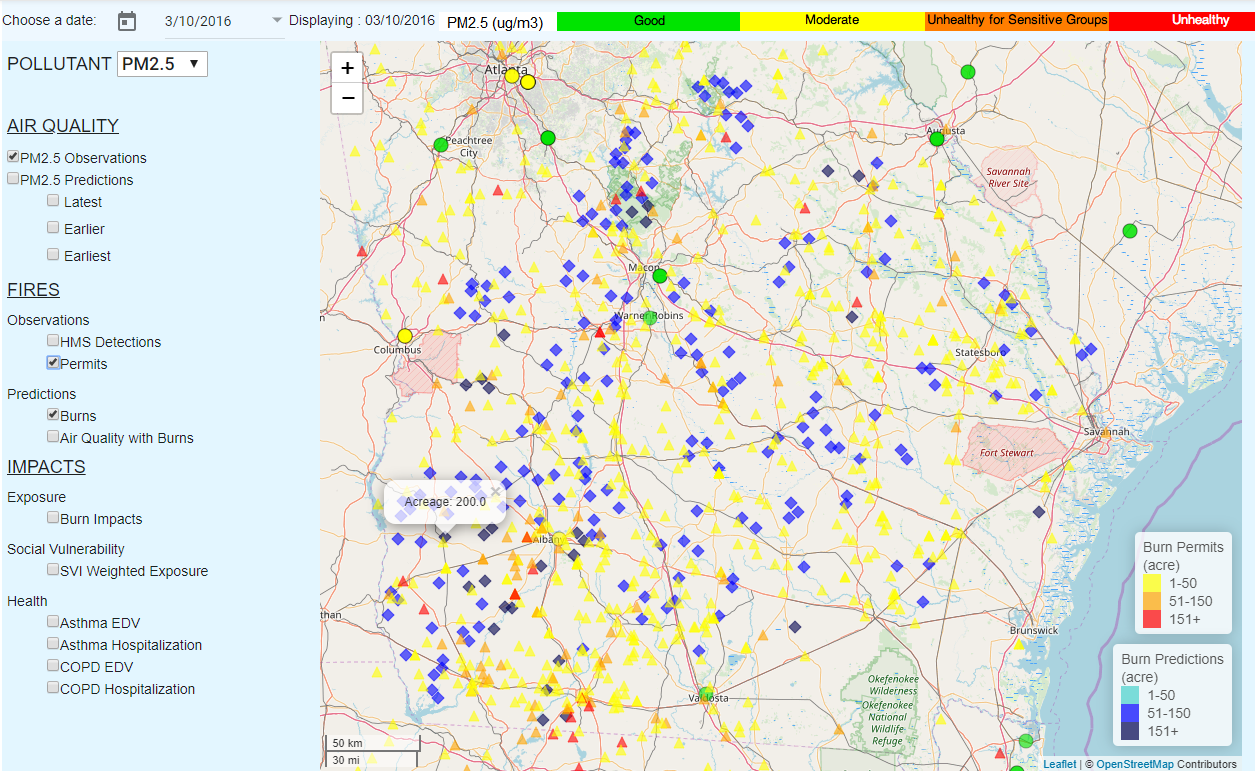 Choose a date:
3/10/2016
Displaying : 03/10/2016
PM2.5 (ug/m3)
Good
Moderate
Unhealthy for Sensitive Groups
Unhealthy
POLLUTANT
PM2.5 ▼
AIR QUALITY
PM2.5 Observations
PM2.5 Predictions
Latest
Earlier
Earliest
FIRES
Observations
HMS Detections
Permits
Predictions
Burns
Air Quality with Burns
IMPACTS
Exposure
Burn Impacts
Social Vulnerability
SVI Weighted Exposure
Health
Asthma EDV
Asthma Hospitalization
COPD EDV
COPD Hospitalization
+
−
Atlanta
Peachtree
City
Augusta
Savannah
River Site
Macon
Warner Robins
n
Columbus
Statesboro
Savannah
Fort Stewart
×
Acreage: 200.0
Albany
than
Brunswick
Valdosta
Okefenokee
Wilderness
Okefenokee
National
Wildlife
Refuge
Burn Permits
(acre)
1-50
51-150
151+
Burn Predictions
(acre)
1-50
51-150
151+
50 km
30 mi
Leaflet | © OpenStreetMap Contributors